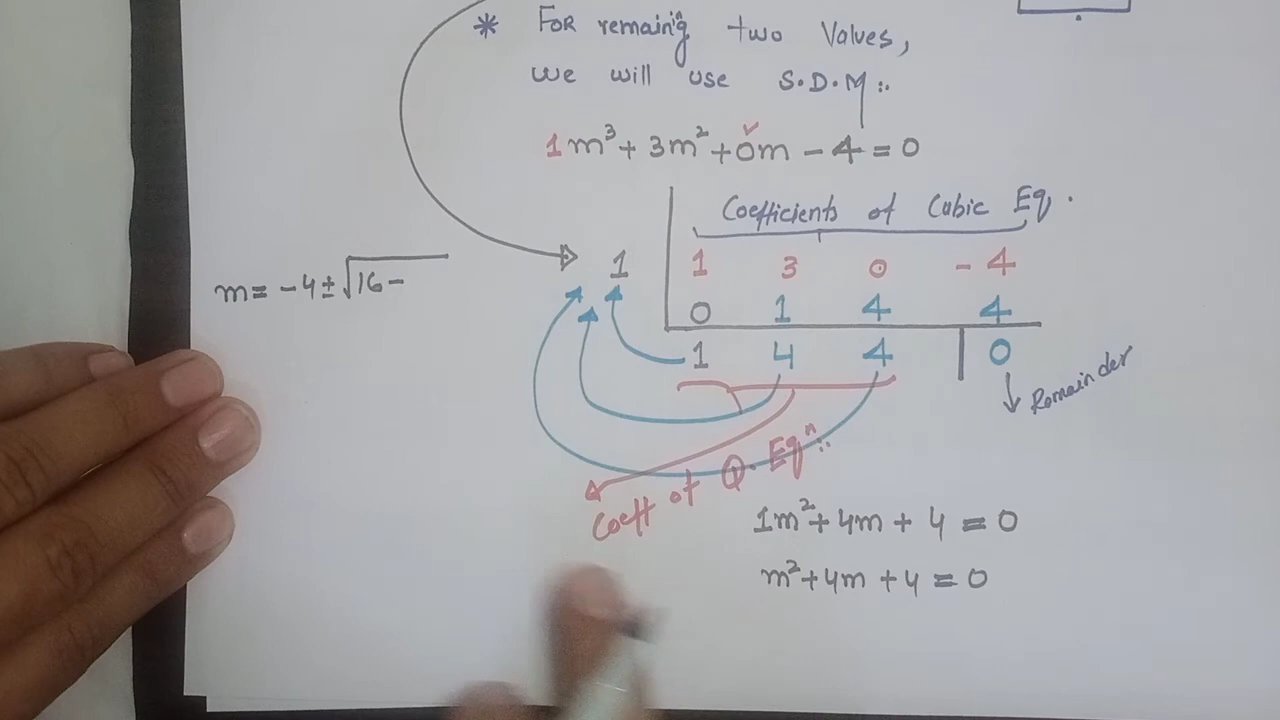 * For remaining two Values,
we will use S.D.M:.
1m³ + 3m² + 0m - 4 = 0
Coefficients of Cubic Eq.
1 | 1 3 0 - 4
0 1 4 4
1 4 4 | 0
Remainder
Coeff of Q. Eqⁿ:.
1m² + 4m + 4 = 0
m² + 4m + 4 = 0
m = - 4 ± √16 -